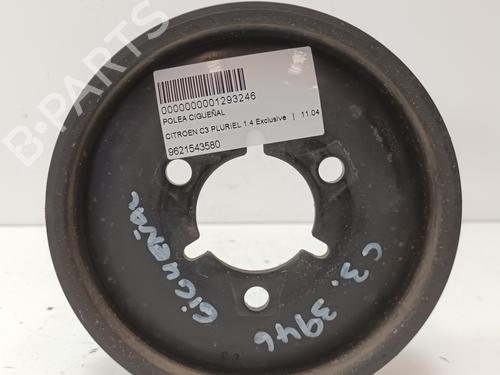 B-PARTS
0000000001293246
POLEA CIGUEÑAL
CITROEN C3 PLURIEL 1.4 Exclusive | 11.04
9621543580
CIGUEÑAL
C3. 3946